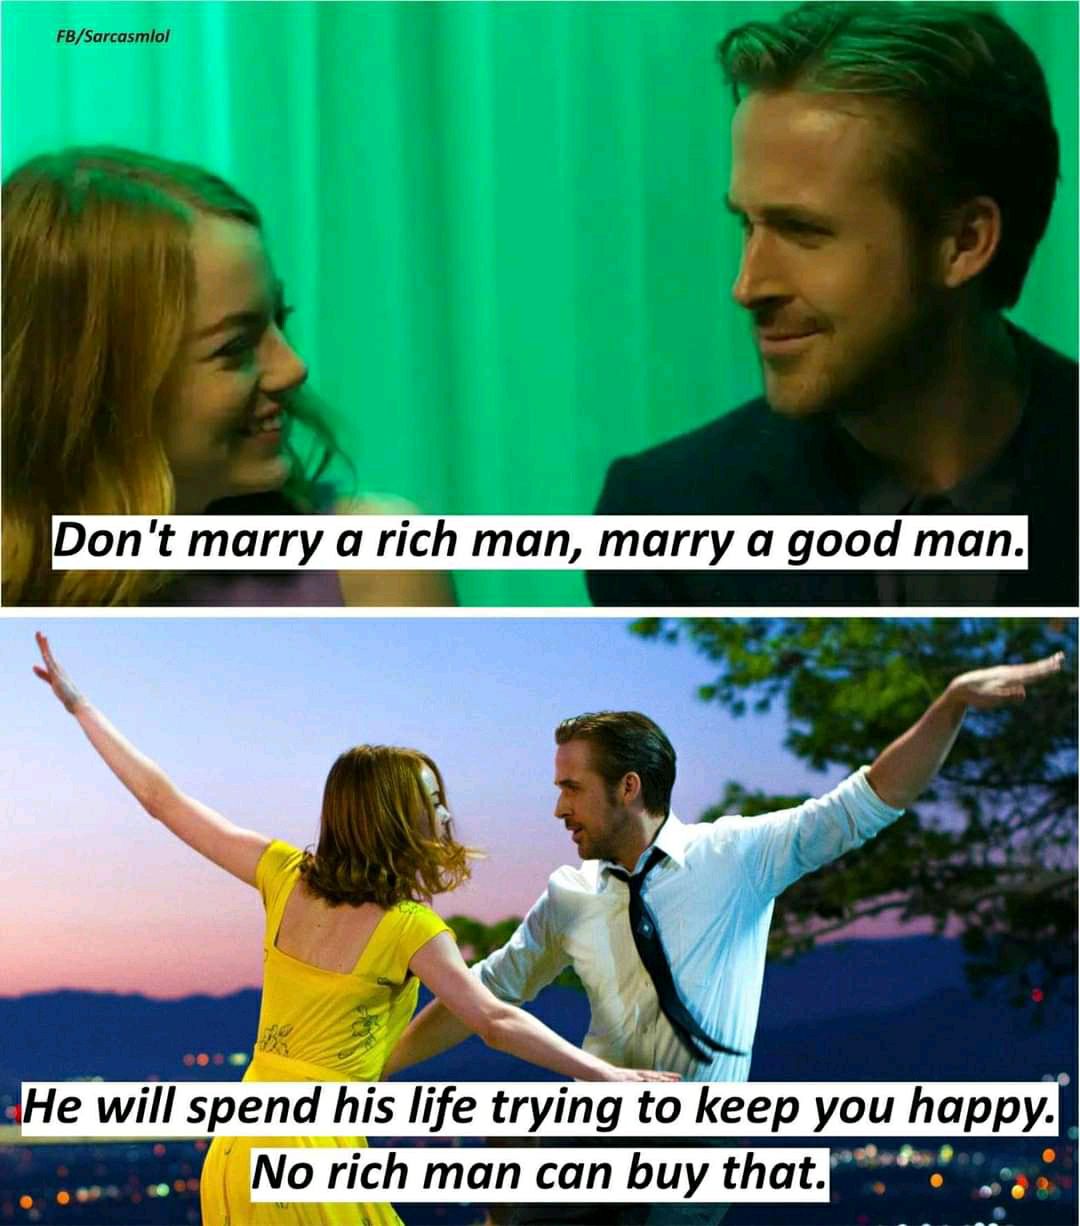 FB/Sarcasmlol
Don't marry a rich man, marry a good man.
He will spend his life trying to keep you happy.
No rich man can buy that.